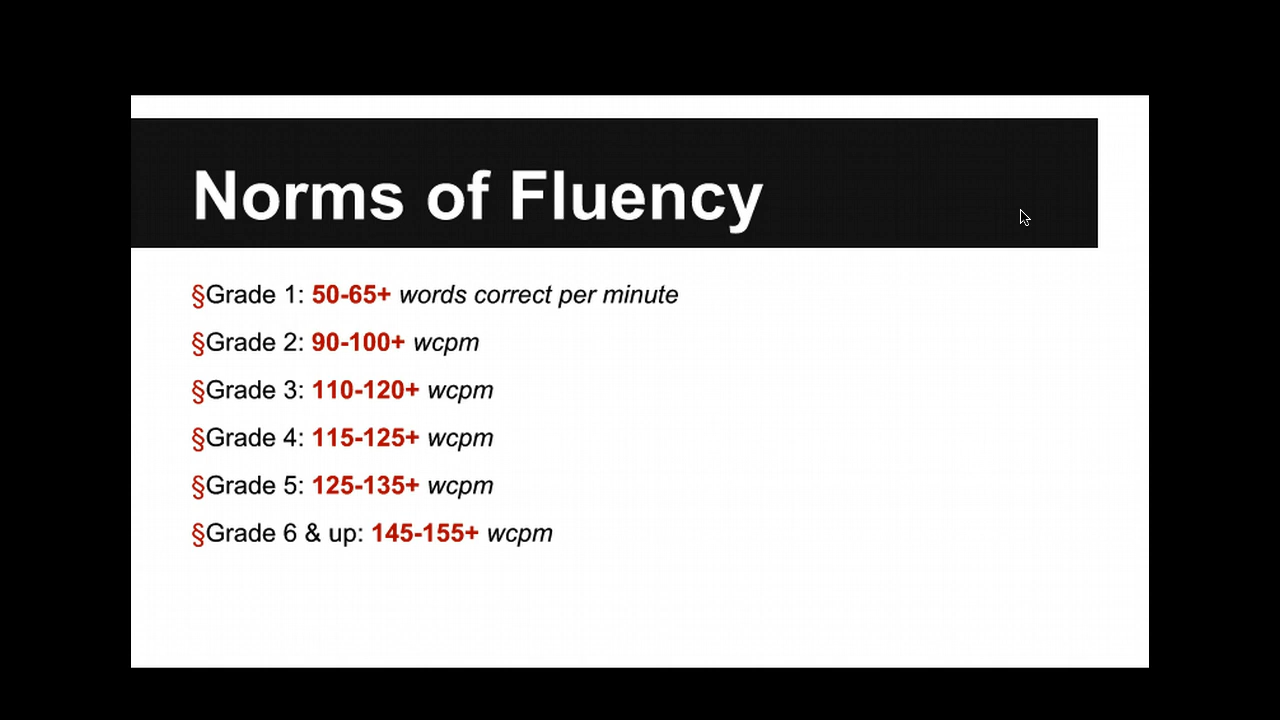 Norms of Fluency
§Grade 1: 50-65+ words correct per minute
§Grade 2: 90-100+ wcpm
§Grade 3: 110-120+ wcpm
§Grade 4: 115-125+ wcpm
§Grade 5: 125-135+ wcpm
§Grade 6 & up: 145-155+ wcpm